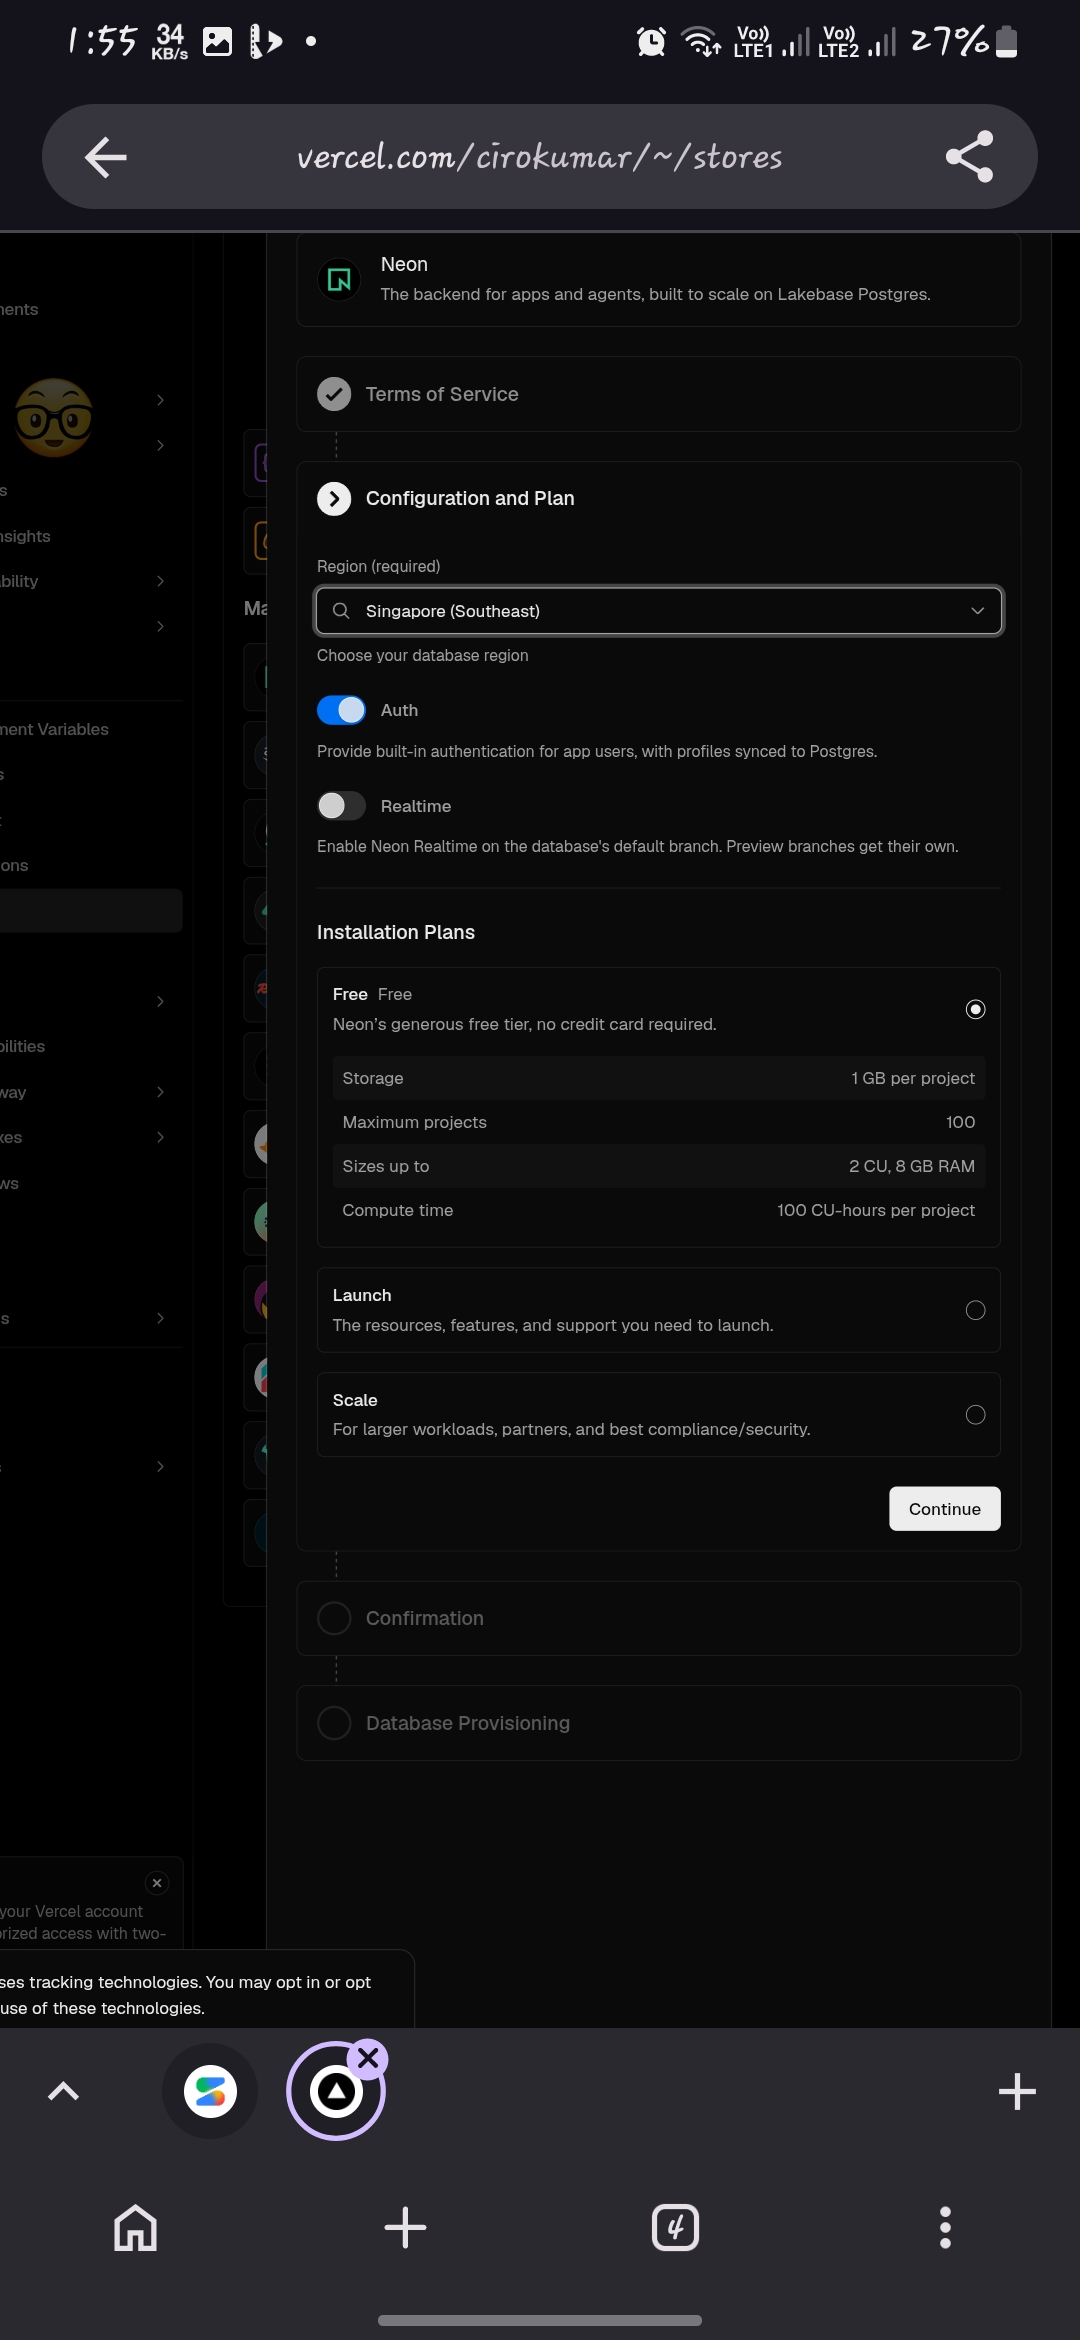 1:55 34 KB/s Vo)) LTE1 Vo)) LTE2 27%
vercel.com/cirokumar/~/stores
Neon
The backend for apps and agents, built to scale on Lakebase Postgres.
Terms of Service
Configuration and Plan
Region (required)
Singapore (Southeast)
Choose your database region
Auth
Provide built-in authentication for app users, with profiles synced to Postgres.
Realtime
Enable Neon Realtime on the database's default branch. Preview branches get their own.
Installation Plans
Free Free
Neon’s generous free tier, no credit card required.
Storage 1 GB per project
Maximum projects 100
Sizes up to 2 CU, 8 GB RAM
Compute time 100 CU-hours per project
Launch
The resources, features, and support you need to launch.
Scale
For larger workloads, partners, and best compliance/security.
Continue
Confirmation
Database Provisioning
ments
s
nsights
ability
Ma
ment Variables
s
ons
bilities
way
xes
ws
s
your Vercel account
orized access with two-
ses tracking technologies. You may opt in or opt
use of these technologies.
4